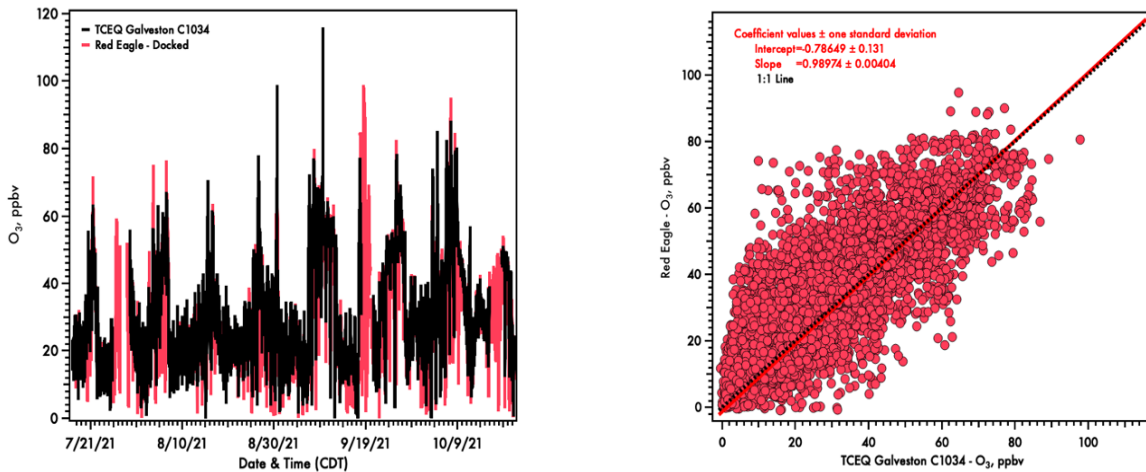 120
100
80
60
40
20
0
O3, ppbv
TCEQ Galveston C1034
Red Eagle - Docked
7/21/21 8/10/21 8/30/21 9/19/21 10/9/21
Date & Time (CDT)
Coefficient values ± one standard deviation
Intercept=-0.78649 ± 0.131
Slope =0.98974 ± 0.00404
1:1 Line
100
80
60
40
20
0
Red Eagle - O3, ppbv
0 20 40 60 80 100
TCEQ Galveston C1034 - O3, ppbv